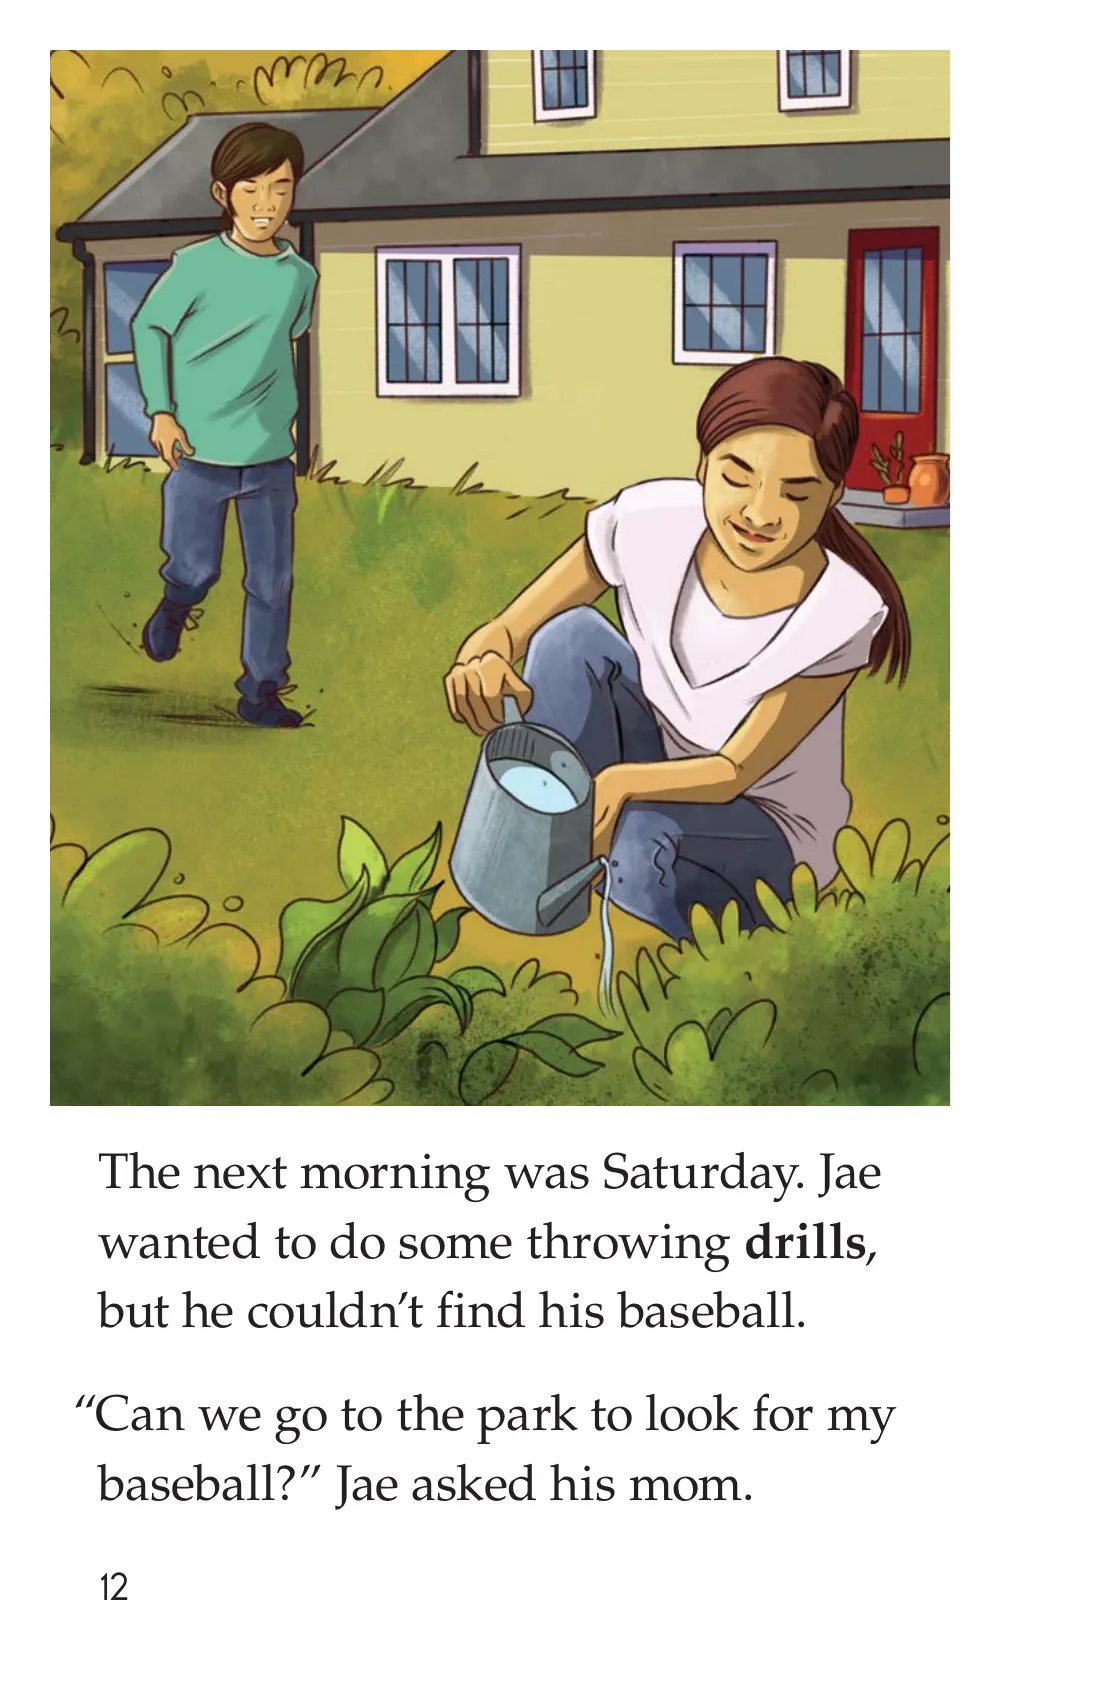 The next morning was Saturday. Jae
wanted to do some throwing drills,
but he couldn’t find his baseball.
“Can we go to the park to look for my
baseball?” Jae asked his mom.
12